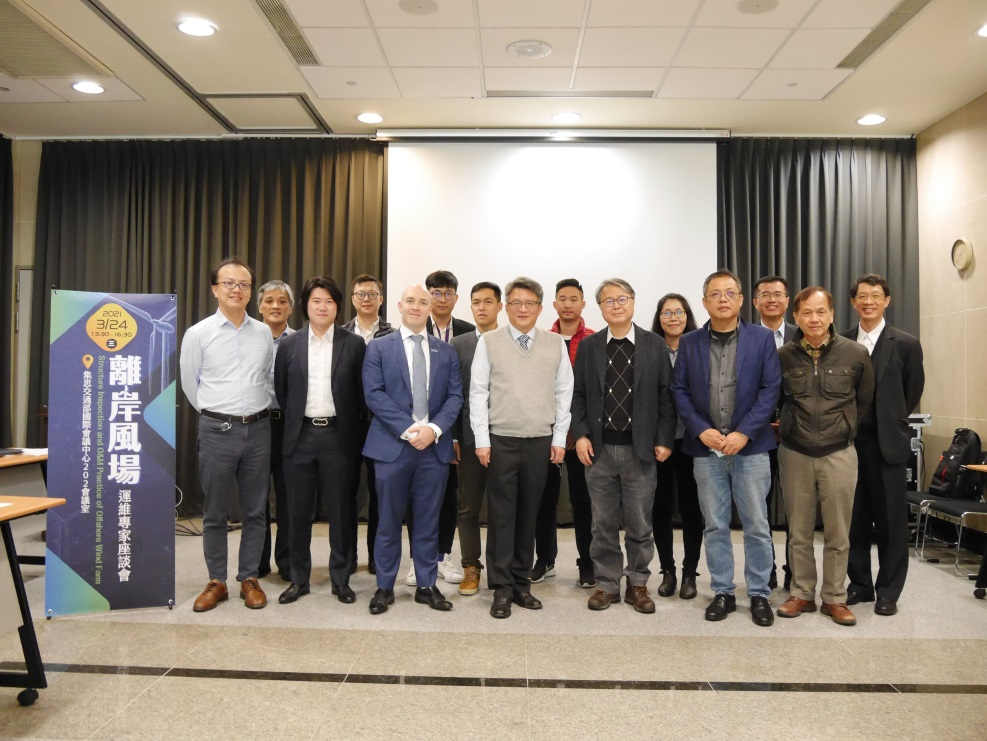 2021
3/24
13:30-16:30
三
離岸風場
Structure Inspection and O&M Practice of Offshore Wind Farm
運維專家座談會
集思交通部國際會議中心202會議室